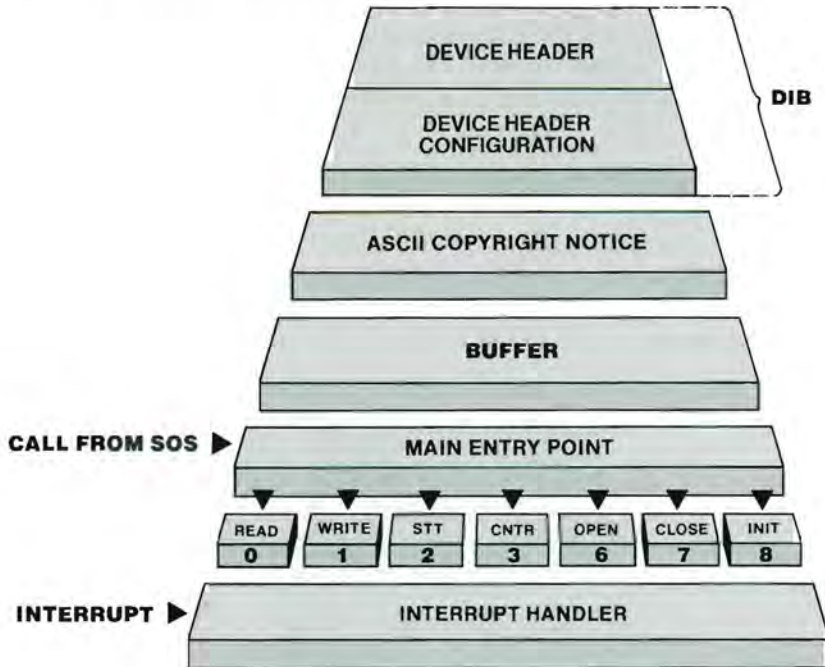 DEVICE HEADER
DIB
DEVICE HEADER
CONFIGURATION
ASCII COPYRIGHT NOTICE
BUFFER
CALL FROM SOS
MAIN ENTRY POINT
READ WRITE STT CNTR OPEN CLOSE INIT
0 1 2 3 6 7 8
INTERRUPT
INTERRUPT HANDLER